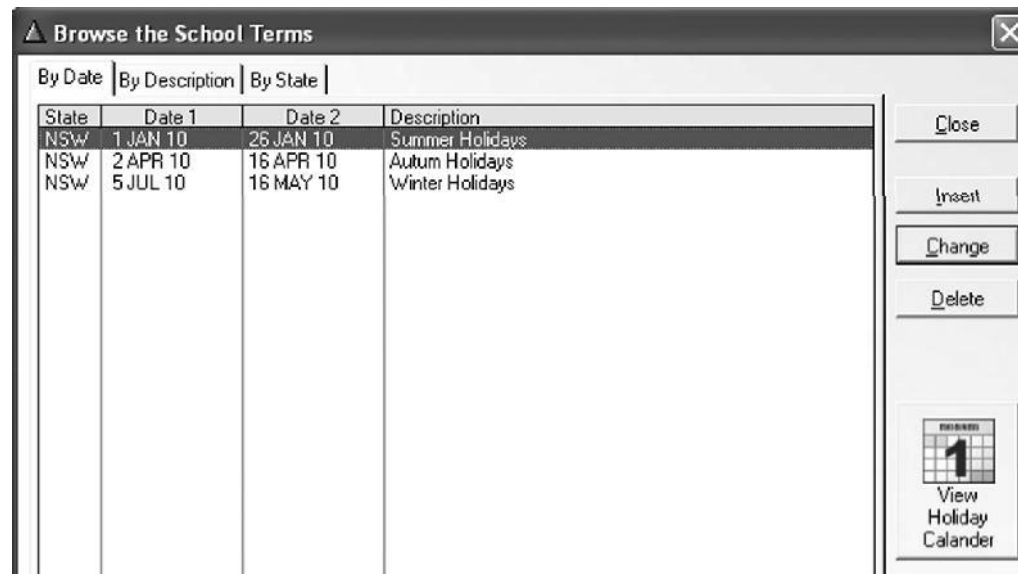 Browse the School Terms
By Date By Description By State
State Date 1 Date 2 Description
NSW 1 JAN 10 26 JAN 10 Summer Holidays
NSW 2 APR 10 16 APR 10 Autum Holidays
NSW 5 JUL 10 16 MAY 10 Winter Holidays
Close
Insert
Change
Delete
1
View
Holiday
Calander